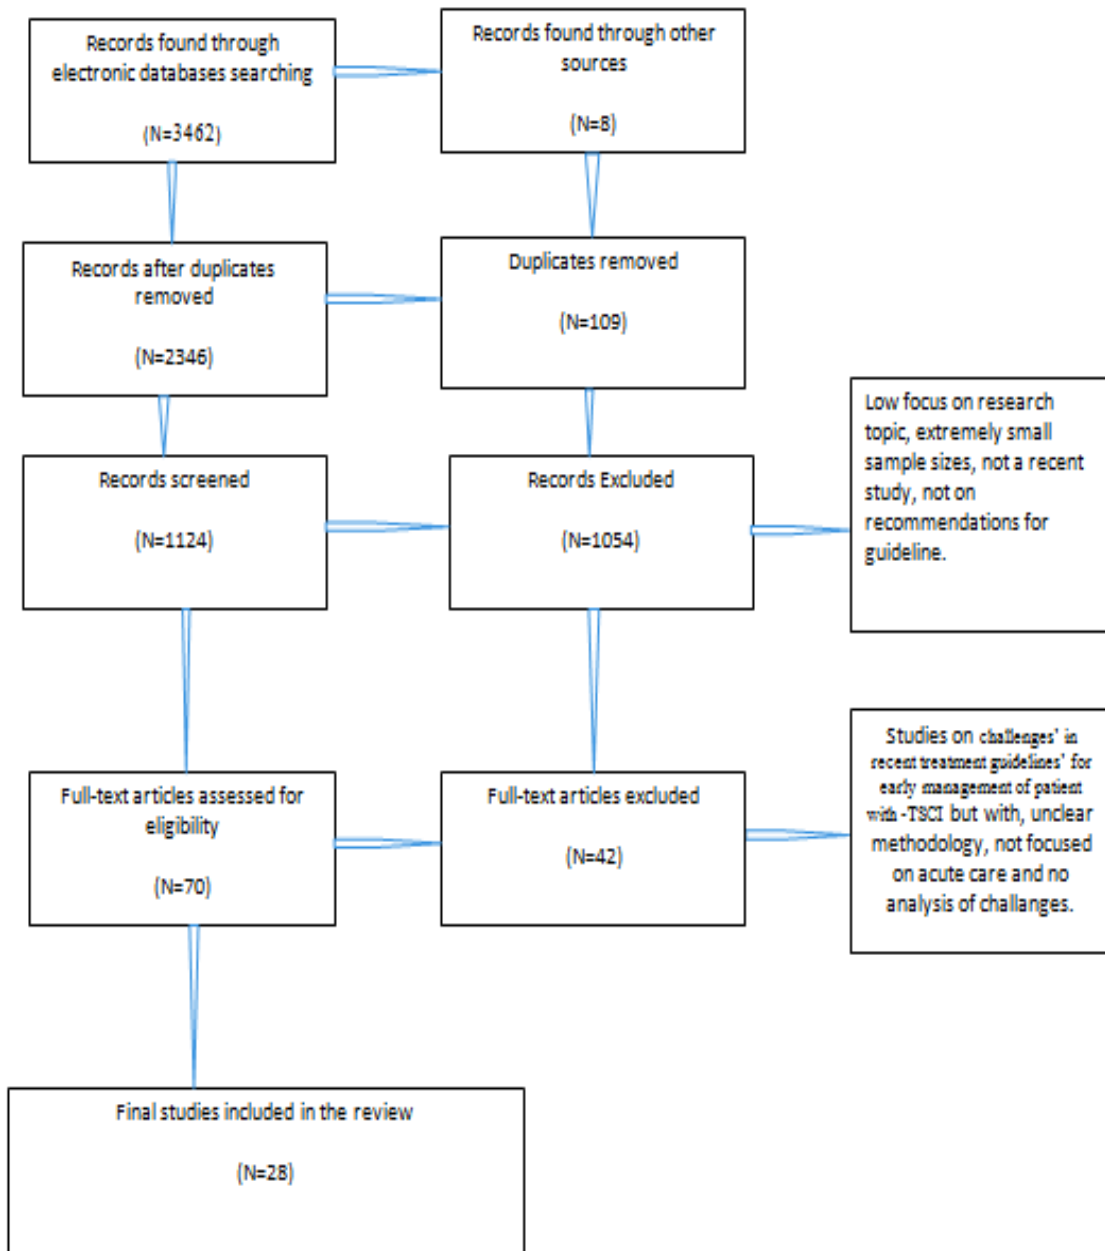 Records found through
electronic databases searching
(N=3462)
Records found through other
sources
(N=8)
Records after duplicates
removed
(N=2346)
Duplicates removed
(N=109)
Records screened
(N=1124)
Records Excluded
(N=1054)
Low focus on research
topic, extremely small
sample sizes, not a recent
study, not on
recommendations for
guideline.
Full-text articles assessed for
eligibility
(N=70)
Full-text articles excluded
(N=42)
Studies on challenges' in
recent treatment guidelines' for
early management of patient
with -TSCI but with, unclear
methodology, not focused
on acute care and no
analysis of challanges.
Final studies included in the review
(N=28)